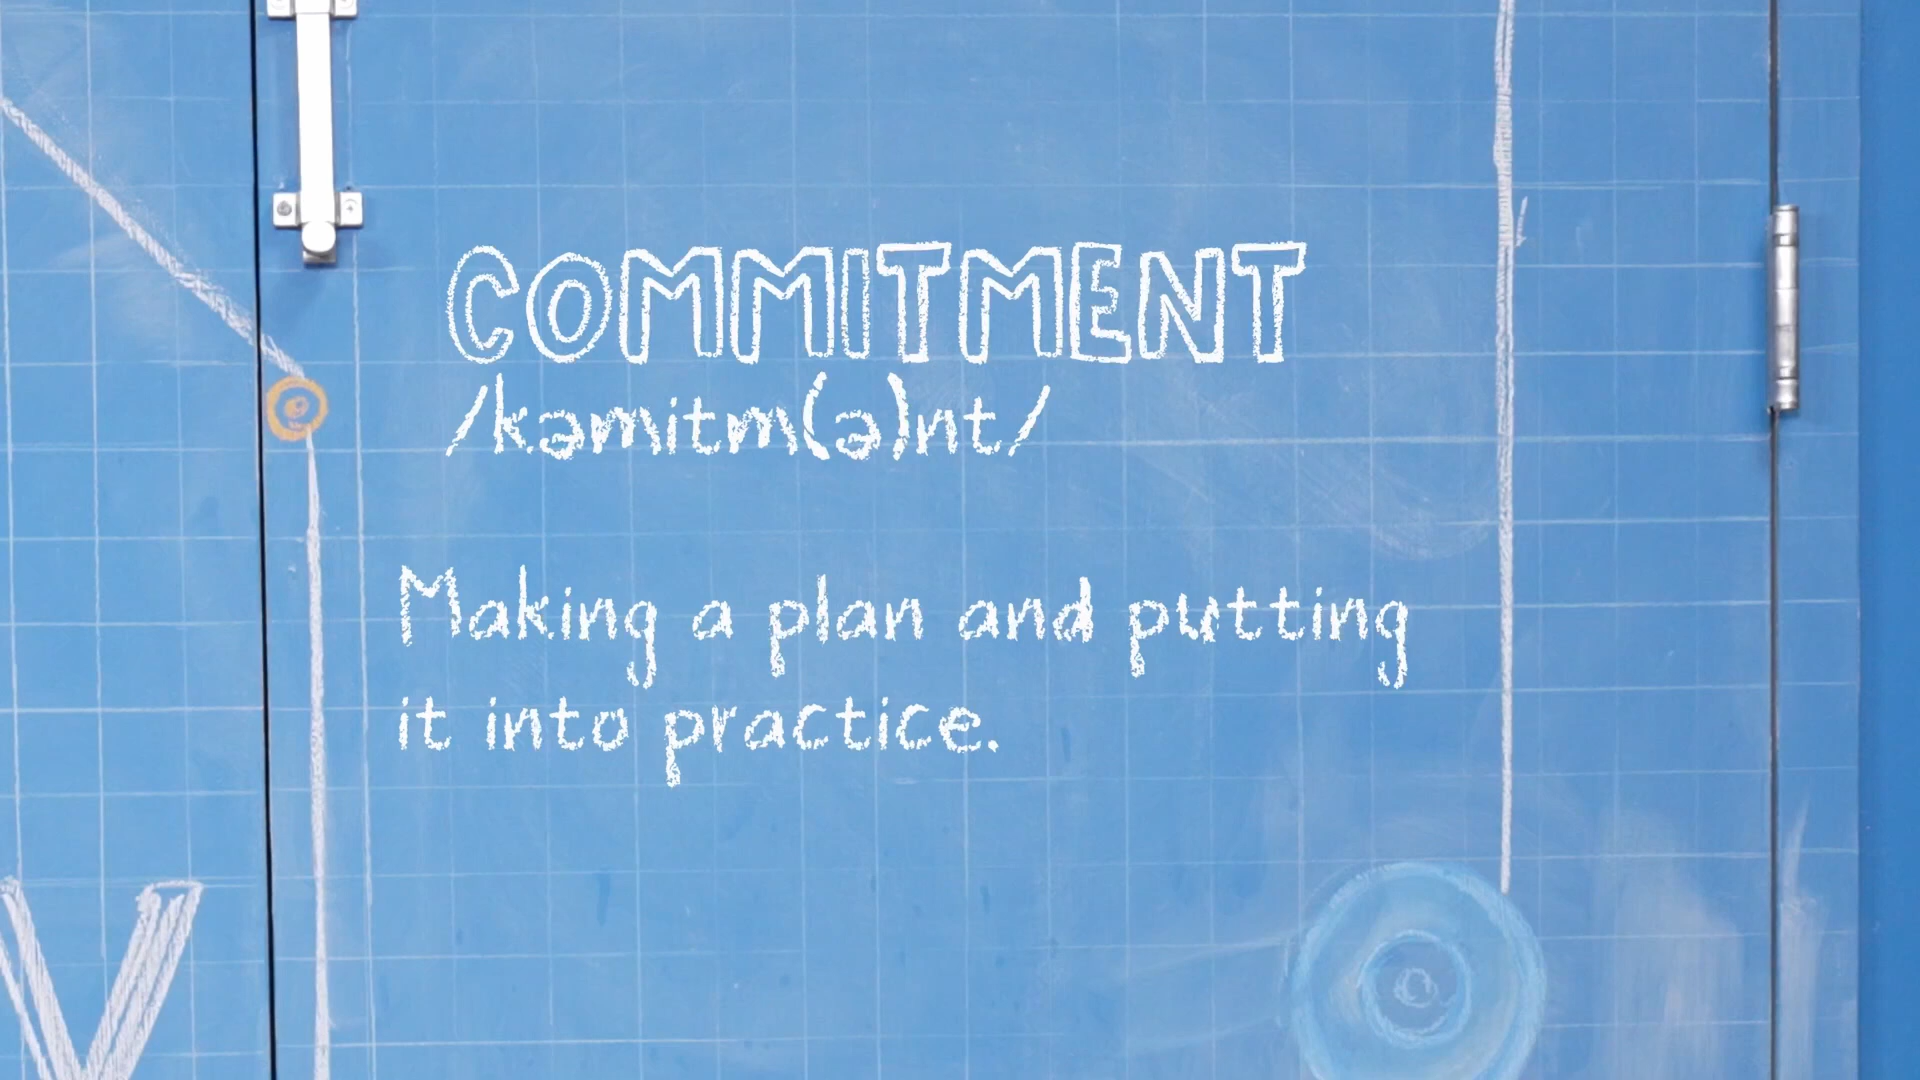 COMMITMENT
/kəmitm(ə)nt/
Making a plan and putting
it into practice.